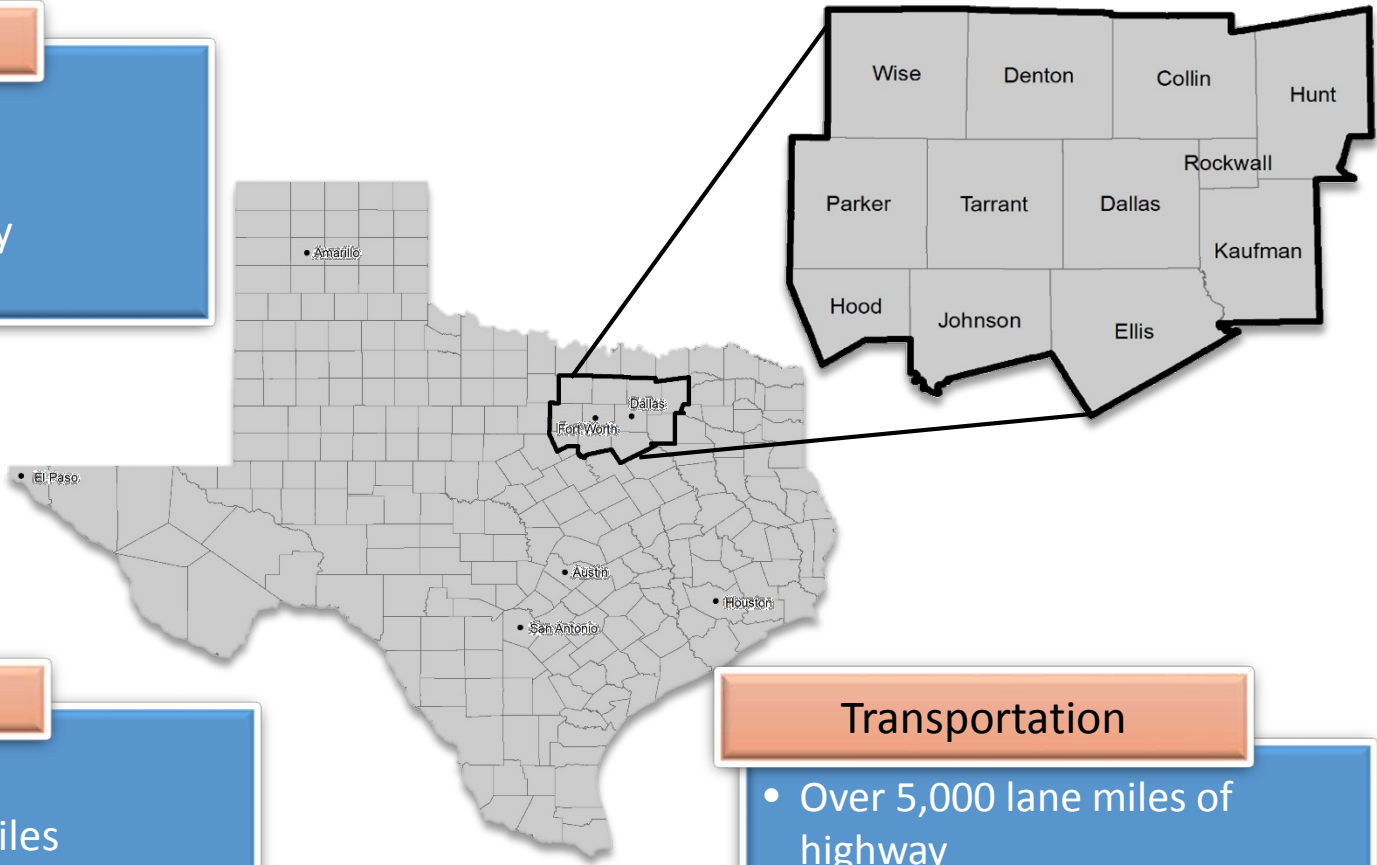 y
Wise
Denton
Collin
Hunt
Rockwall
Parker
Tarrant
Dallas
Kaufman
Hood
Johnson
Ellis
Amarillo
Dallas
Fort Worth
El Paso
Austin
Houston
San Antonio
iles
Transportation
• Over 5,000 lane miles of
highway